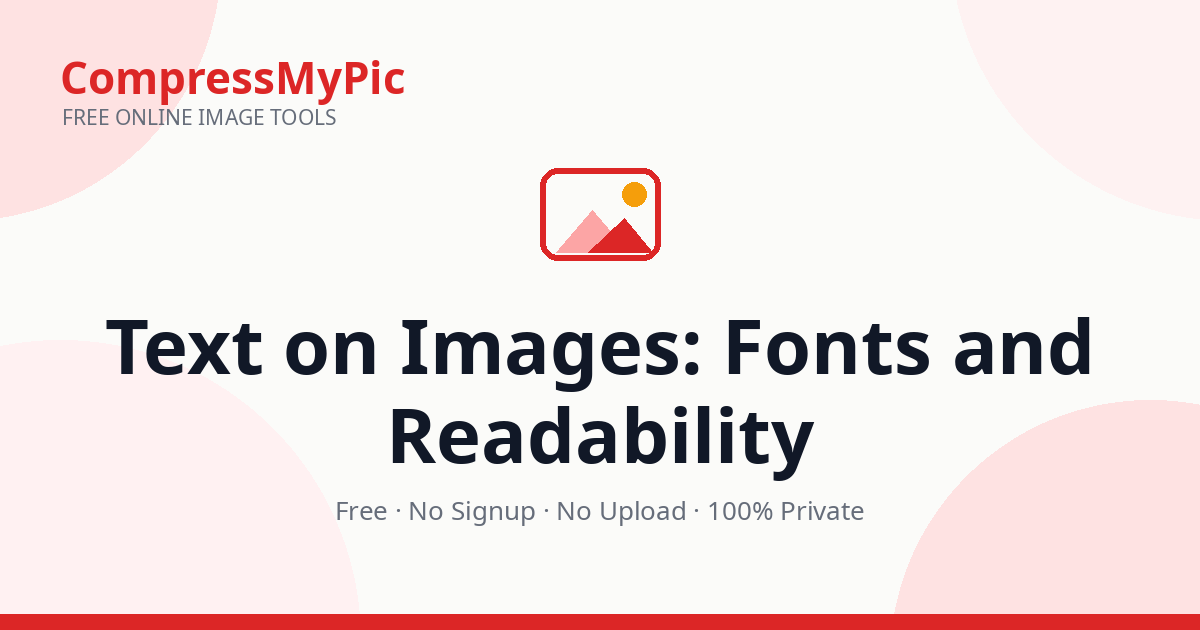 CompressMyPic
FREE ONLINE IMAGE TOOLS
Text on Images: Fonts and
Readability
Free · No Signup · No Upload · 100% Private